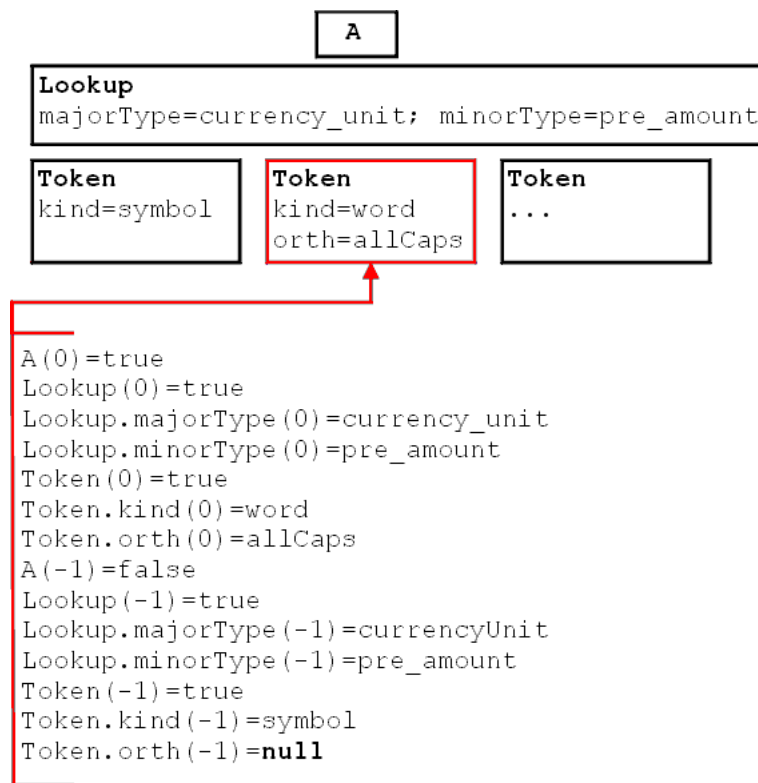 A
Lookup
majorType=currency_unit; minorType=pre_amount
Token
kind=symbol
Token
kind=word
orth=allCaps
Token
...
A(0)=true
Lookup(0)=true
Lookup.majorType(0)=currency_unit
Lookup.minorType(0)=pre_amount
Token(0)=true
Token.kind(0)=word
Token.orth(0)=allCaps
A(-1)=false
Lookup(-1)=true
Lookup.majorType(-1)=currencyUnit
Lookup.minorType(-1)=pre_amount
Token(-1)=true
Token.kind(-1)=symbol
Token.orth(-1)=null